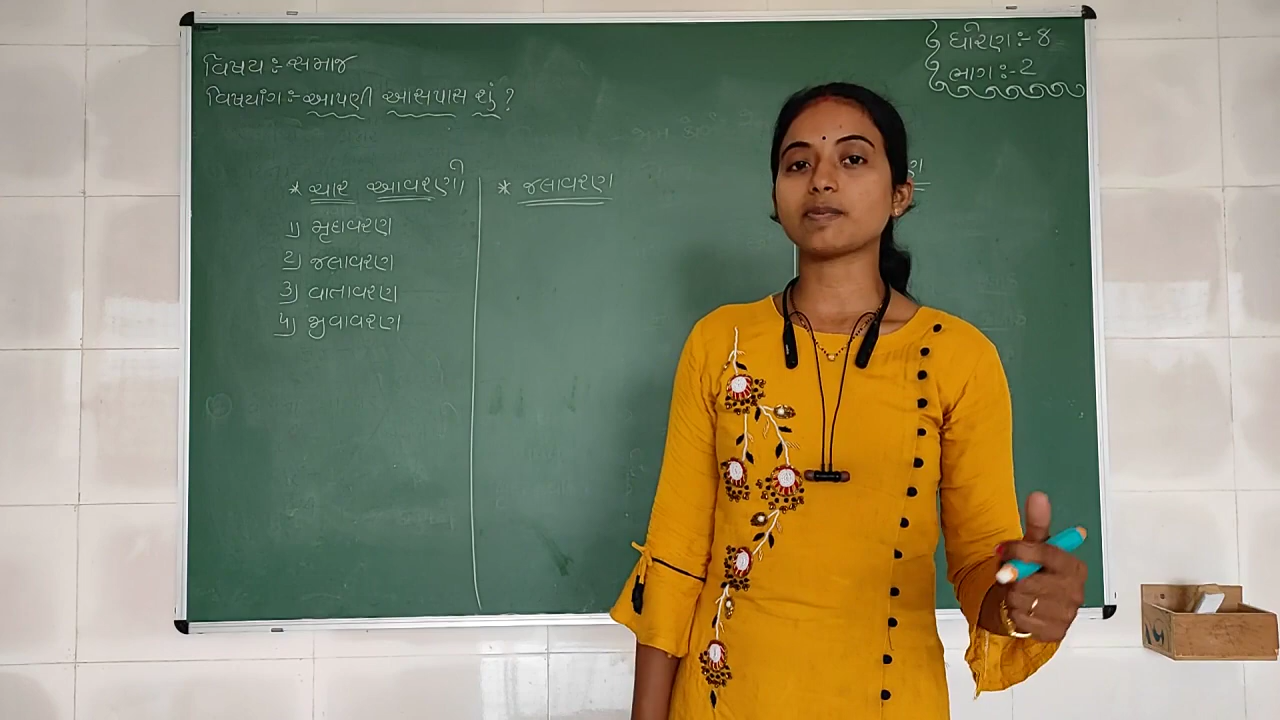 વિષય :- સમાજ
વિષયાંગ :- આપણી આસપાસ શું ?
ધોરણ :- 8
ભાગ :- 2
* ચાર આવરણો
1) મૃદાવરણ
2) જલાવરણ
3) વાતાવરણ
4) જીવાવરણ
* જલાવરણ